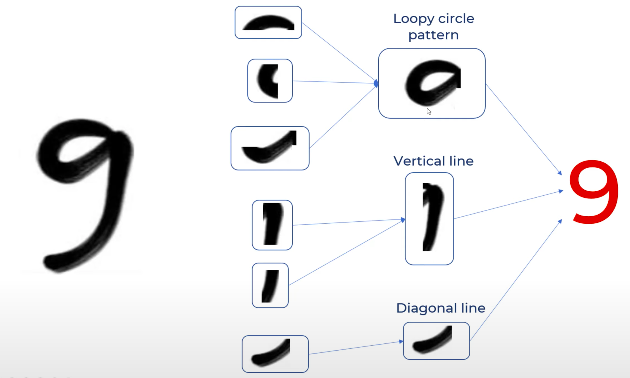 Loopy circle
pattern
9
Vertical line
9
Diagonal line